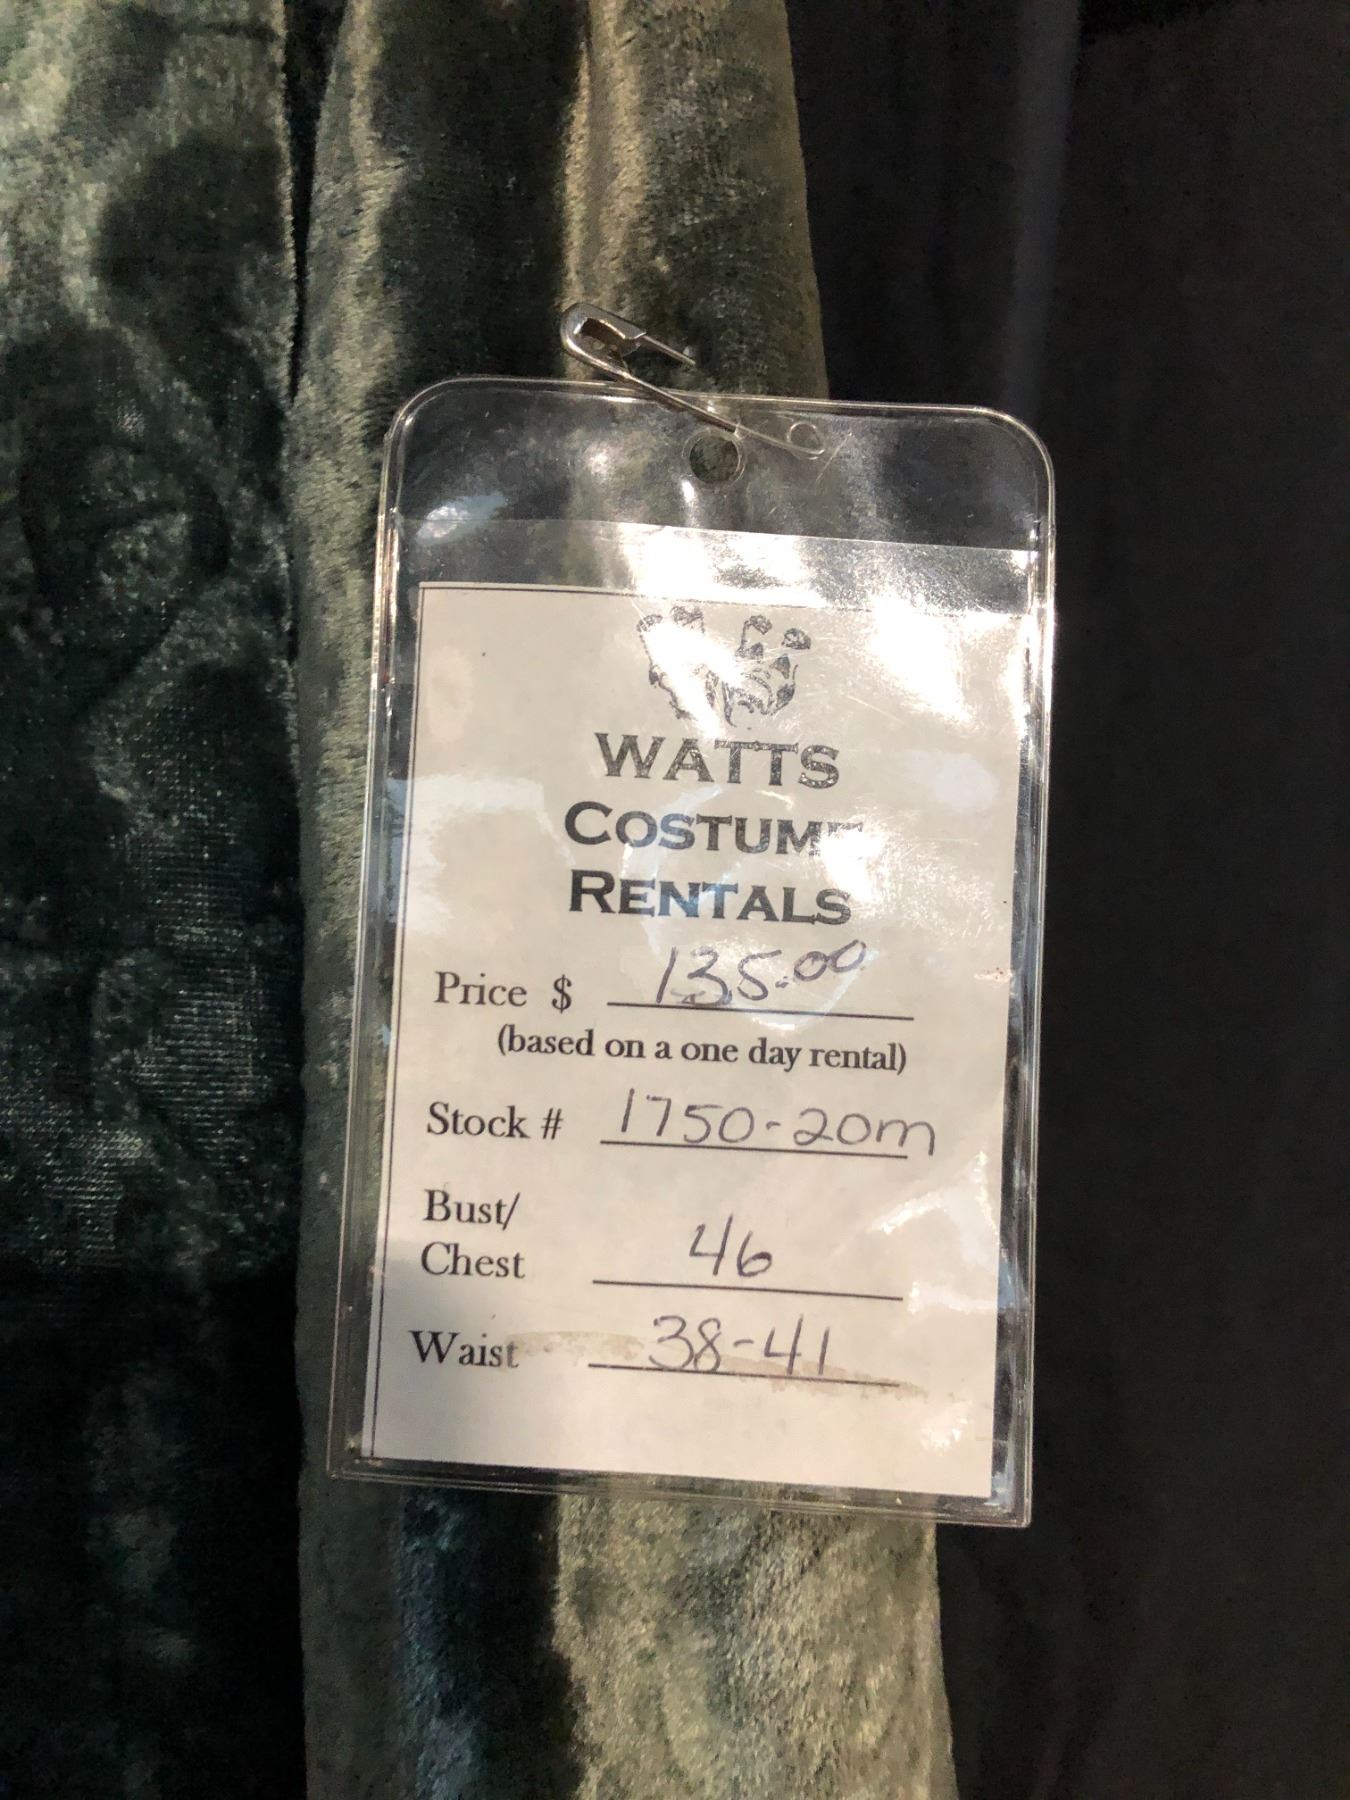 WATTS
COSTUME
RENTALS
Price $ 135.00
(based on a one day rental)
Stock # 1750-20m
Bust/
Chest 46
Waist 38-41